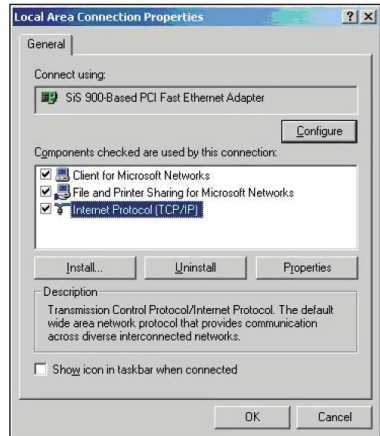 Local Area Connection Properties
General
Connect using:
SiS 900-Based PCI Fast Ethernet Adapter
Configure
Components checked are used by this connection:
Client for Microsoft Networks
File and Printer Sharing for Microsoft Networks
Internet Protocol (TCP/IP)
Install...
Uninstall
Properties
Description
Transmission Control Protocol/Internet Protocol. The default
wide area network protocol that provides communication
across diverse interconnected networks.
Show icon in taskbar when connected
OK
Cancel